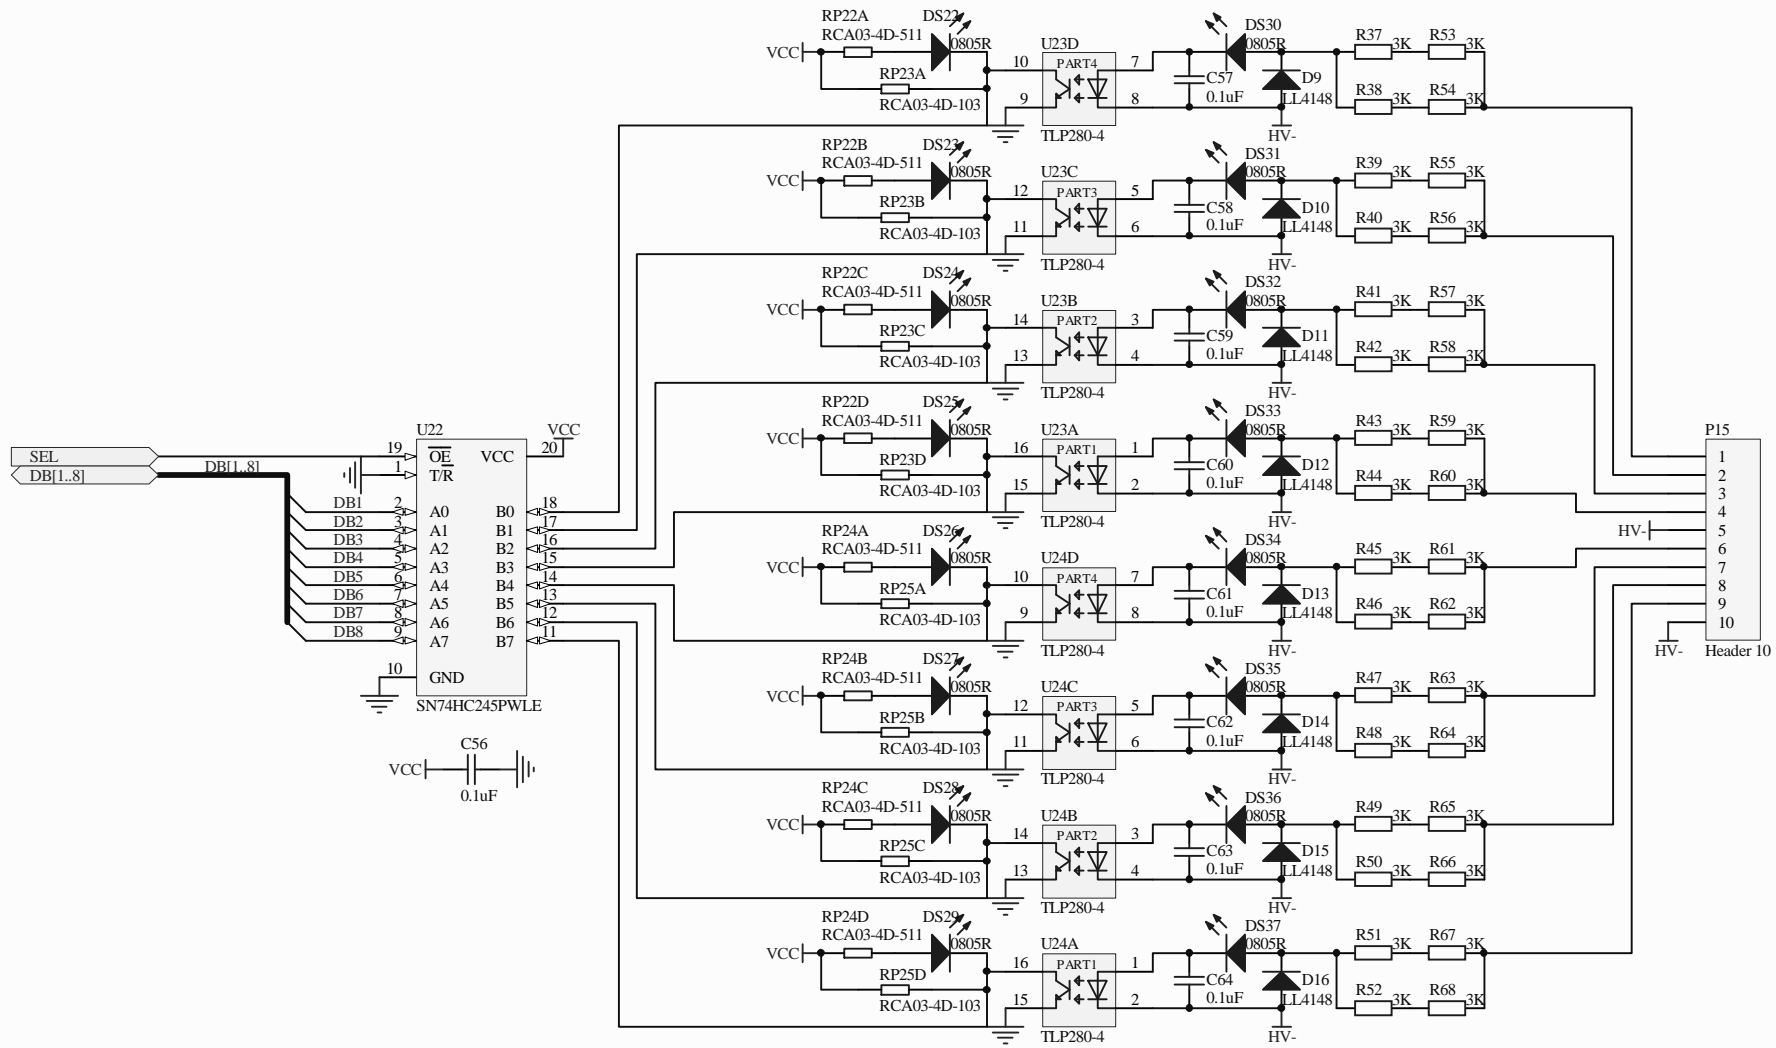 SEL
DB[1..8]
DB[1..8]
DB1
DB2
DB3
DB4
DB5
DB6
DB7
DB8
U22
19 OE
1 T/R
2 A0
3 A1
4 A2
5 A3
6 A4
7 A5
8 A6
9 A7
10 GND
VCC 20
VCC
B0 18
B1 17
B2 16
B3 15
B4 14
B5 13
B6 12
B7 11
SN74HC245PWLE
C56
VCC
0.1uF
RP22A
RCA03-4D-511
DS22
0805R
VCC
RP23A
RCA03-4D-103
U23D
10 PART4 7
9 8
TLP280-4
C57
0.1uF
DS30
0805R
D9
LL4148
HV-
R37 3K R53 3K
R38 3K R54 3K
RP22B
RCA03-4D-511
DS23
0805R
VCC
RP23B
RCA03-4D-103
U23C
12 PART3 5
11 6
TLP280-4
C58
0.1uF
DS31
0805R
D10
LL4148
HV-
R39 3K R55 3K
R40 3K R56 3K
RP22C
RCA03-4D-511
DS24
0805R
VCC
RP23C
RCA03-4D-103
U23B
14 PART2 3
13 4
TLP280-4
C59
0.1uF
DS32
0805R
D11
LL4148
HV-
R41 3K R57 3K
R42 3K R58 3K
RP22D
RCA03-4D-511
DS25
0805R
VCC
RP23D
RCA03-4D-103
U23A
16 PART1 1
15 2
TLP280-4
C60
0.1uF
DS33
0805R
D12
LL4148
HV-
R43 3K R59 3K
R44 3K R60 3K
RP24A
RCA03-4D-511
DS26
0805R
VCC
RP25A
RCA03-4D-103
U24D
10 PART4 7
9 8
TLP280-4
C61
0.1uF
DS34
0805R
D13
LL4148
HV-
R45 3K R61 3K
R46 3K R62 3K
RP24B
RCA03-4D-511
DS27
0805R
VCC
RP25B
RCA03-4D-103
U24C
12 PART3 5
11 6
TLP280-4
C62
0.1uF
DS35
0805R
D14
LL4148
HV-
R47 3K R63 3K
R48 3K R64 3K
RP24C
RCA03-4D-511
DS28
0805R
VCC
RP25C
RCA03-4D-103
U24B
14 PART2 3
13 4
TLP280-4
C63
0.1uF
DS36
0805R
D15
LL4148
HV-
R49 3K R65 3K
R50 3K R66 3K
RP24D
RCA03-4D-511
DS29
0805R
VCC
RP25D
RCA03-4D-103
U24A
16 PART1 1
15 2
TLP280-4
C64
0.1uF
DS37
0805R
D16
LL4148
HV-
R51 3K R67 3K
R52 3K R68 3K
P15
1
2
3
4
HV- 5
6
7
8
9
10
HV-
Header 10